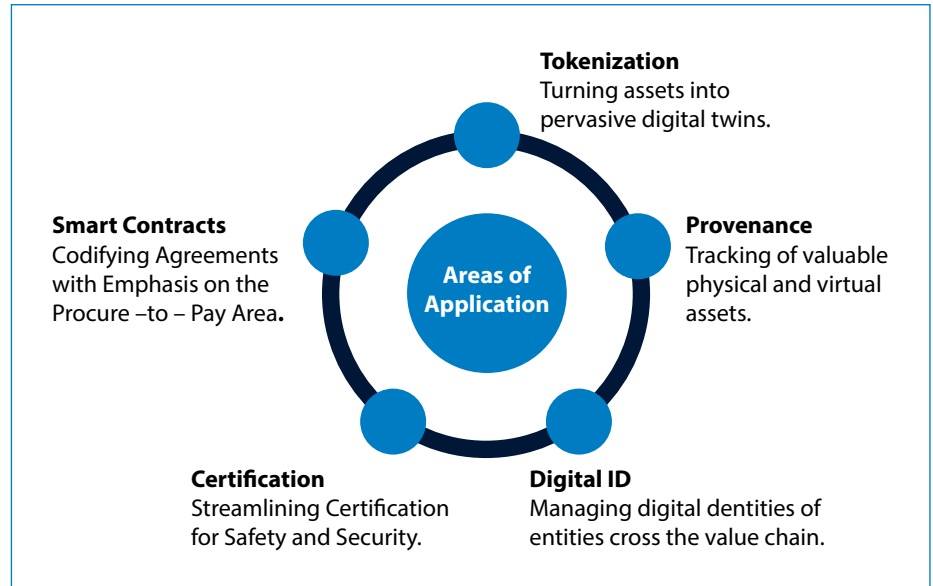 Tokenization
Turning assets into
pervasive digital twins.
Smart Contracts
Codifying Agreements
with Emphasis on the
Procure –to – Pay Area.
Areas of
Application
Provenance
Tracking of valuable
physical and virtual
assets.
Certification
Streamlining Certification
for Safety and Security.
Digital ID
Managing digital dentities of
entities cross the value chain.